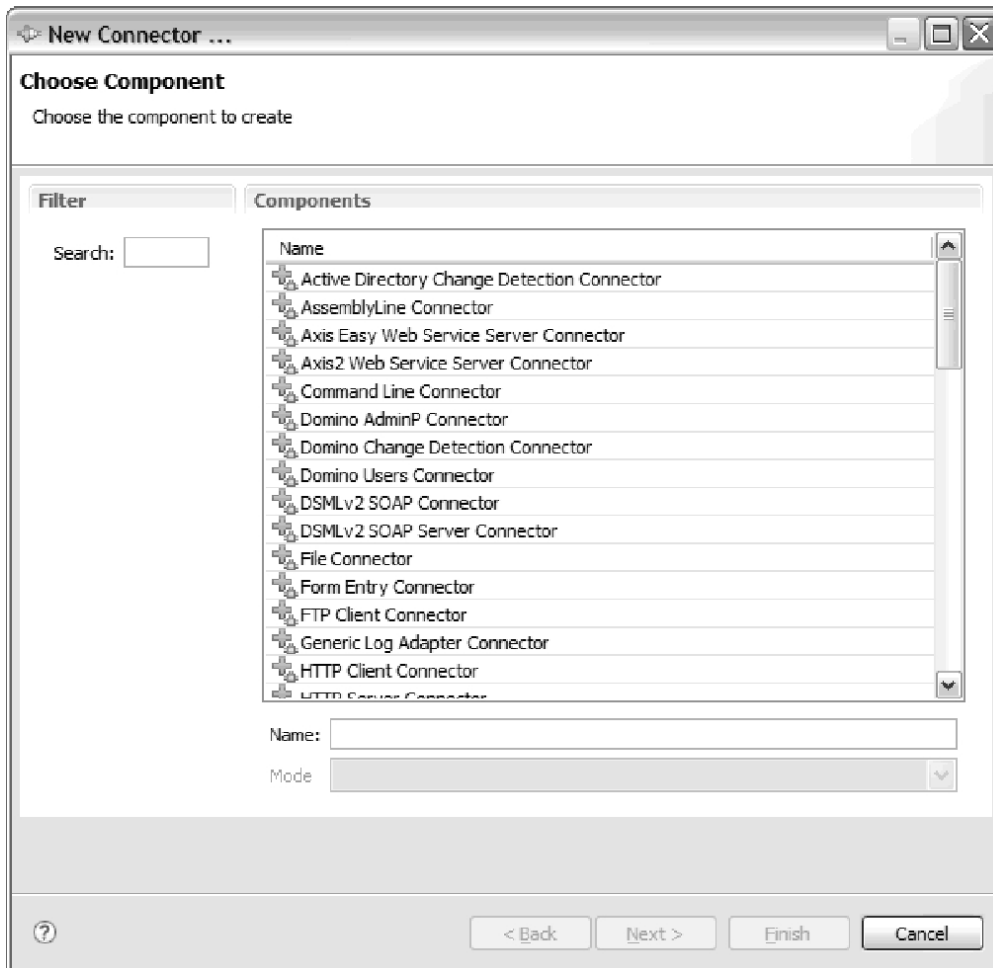 New Connector ...
Choose Component
Choose the component to create
Filter
Components
Search:
Name
Active Directory Change Detection Connector
AssemblyLine Connector
Axis Easy Web Service Server Connector
Axis2 Web Service Server Connector
Command Line Connector
Domino AdminP Connector
Domino Change Detection Connector
Domino Users Connector
DSMLv2 SOAP Connector
DSMLv2 SOAP Server Connector
File Connector
Form Entry Connector
FTP Client Connector
Generic Log Adapter Connector
HTTP Client Connector
HTTP Server Connector
Name:
Mode
?
< Back Next > Finish Cancel